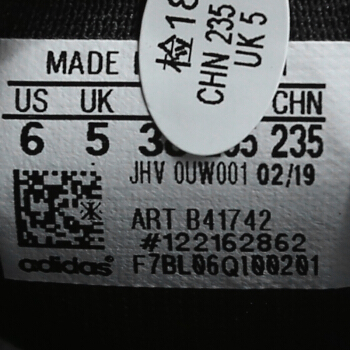 检18
CHN 235
UK 5
MADE
US UK CHN
6 5 235
JHV 0UW001 02/19
ART B41742
#122162862
adidas F7BL06Q100201